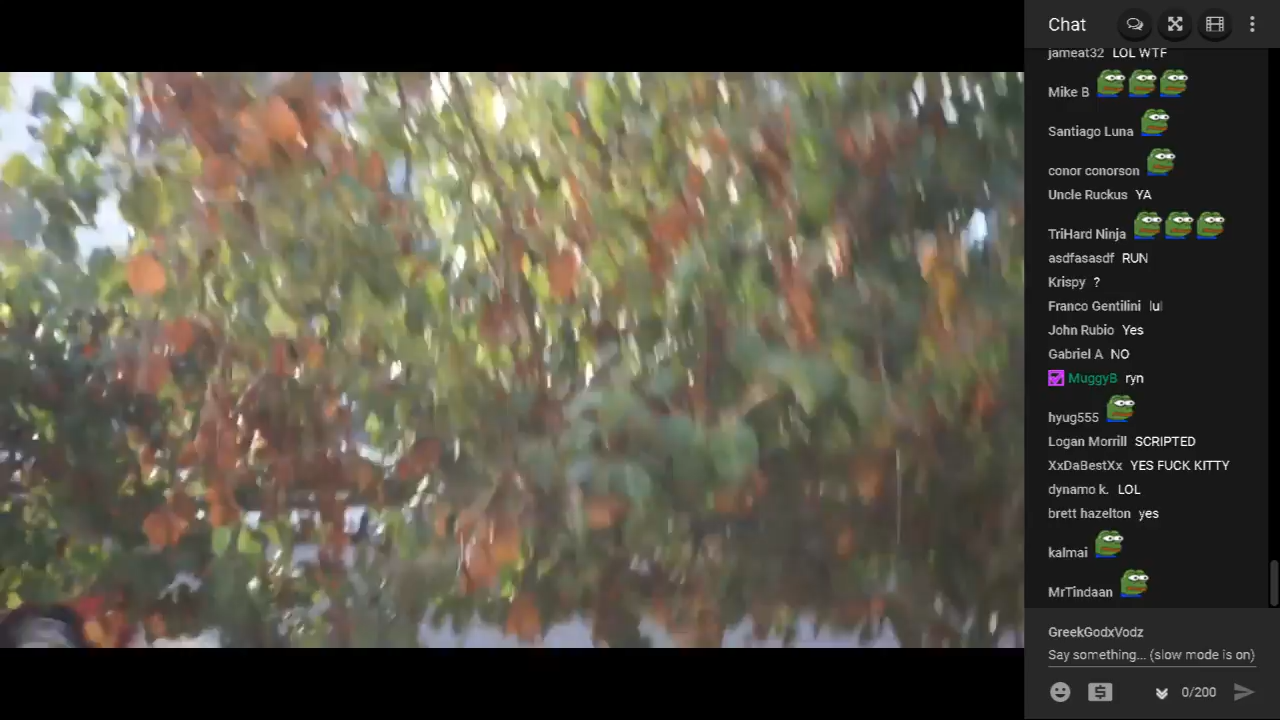 Chat
jameat32 LOL WTF
Mike B
Santiago Luna
conor conorson
Uncle Ruckus YA
TriHard Ninja
asdfasasdf RUN
Krispy ?
Franco Gentilini lul
John Rubio Yes
Gabriel A NO
MuggyB ryn
hyug555
Logan Morrill SCRIPTED
XxDaBestXx YES FUCK KITTY
dynamo k. LOL
brett hazelton yes
kalmai
MrTindaan
GreekGodxVodz
Say something... (slow mode is on)
0/200